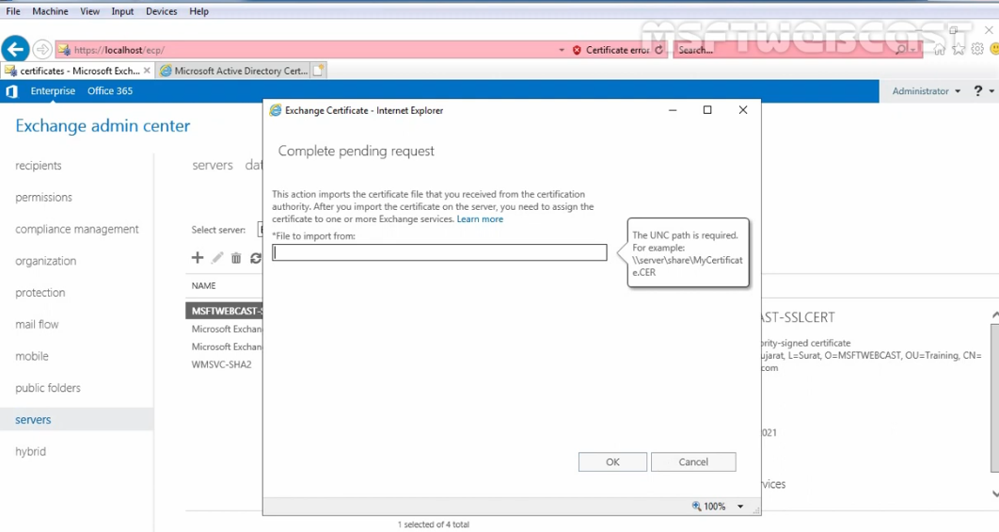 File Machine View Input Devices Help
MSFTWEBCAST
https://localhost/ecp/ Certificate error Search...
certificates - Microsoft Exch... Microsoft Active Directory Cert...
Enterprise Office 365 Administrator ?
Exchange Certificate - Internet Explorer
Exchange admin center
Complete pending request
recipients
servers
permissions
This action imports the certificate file that you received from the certification
authority. After you import the certificate on the server, you need to assign the
certificate to one or more Exchange services. Learn more
compliance management
Select server:
*File to import from:
The UNC path is required.
For example:
\\server\share\MyCertificat
e.CER
organization
NAME
protection
MSFTWEBCAST-S
AST-SSLCERT
mail flow
Microsoft Exchan
ority-signed certificate
Microsoft Exchan
ujarat, L=Surat, O=MSFTWEBCAST, OU=Training, CN=
com
mobile
WMSVC-SHA2
public folders
servers
021
hybrid
OK Cancel
vices
100%
1 selected of 4 total